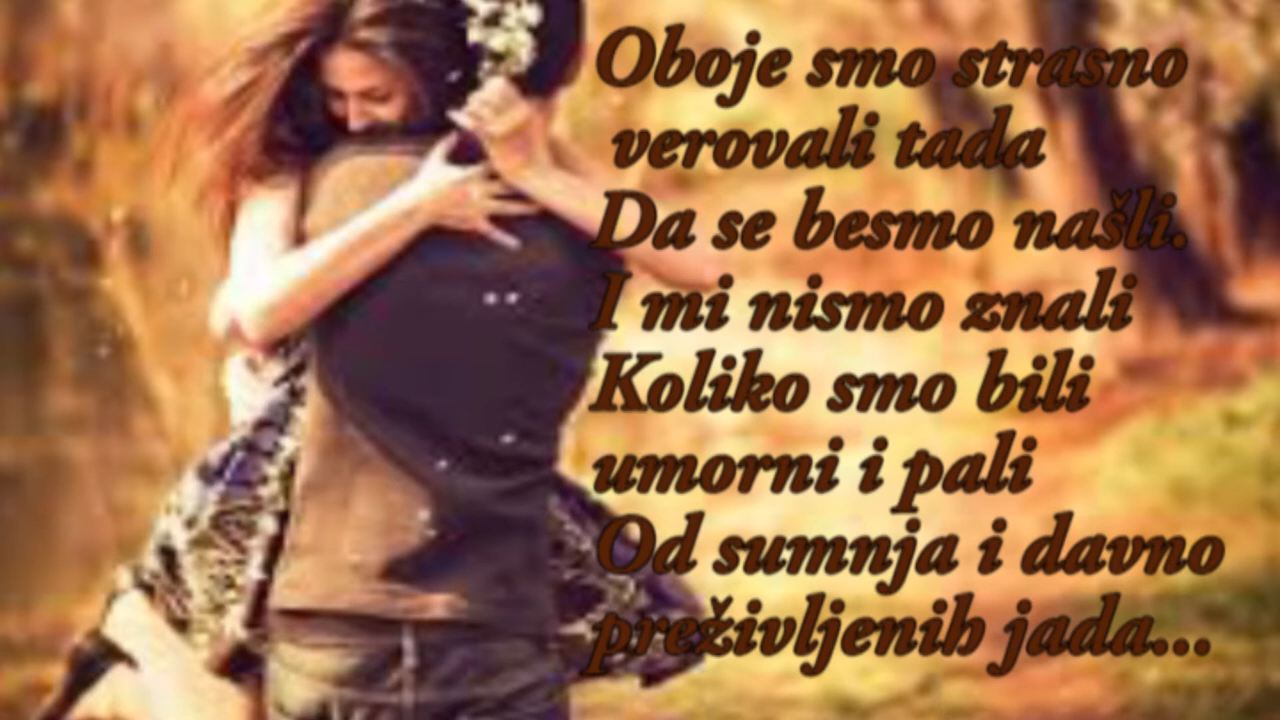 Oboje smo strasno
verovali tada
Da se besmo našli.
I mi nismo znali
Koliko smo bili
umorni i pali
Od sumnja i davno
preživljenih jada...